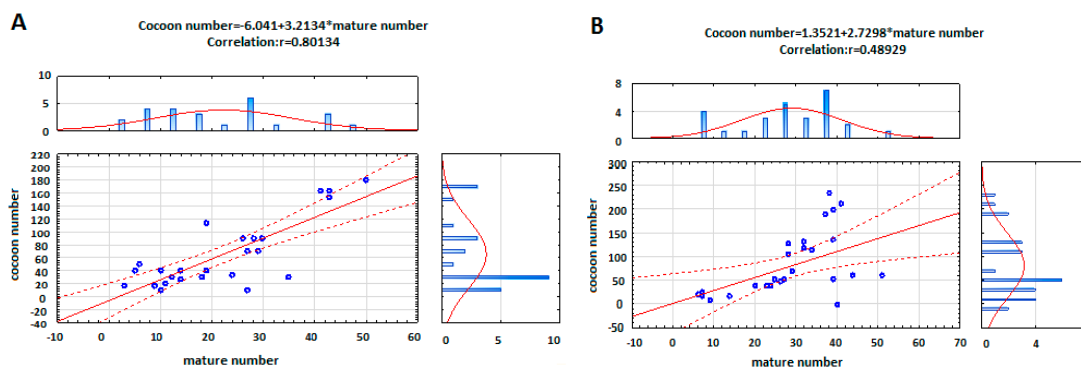 A
Cocoon number=-6.041+3.2134*mature number
Correlation:r=0.80134
10
5
0
220
200
180
160
140
120
100
80
60
40
20
0
-20
-40
cocoon number
-10 0 10 20 30 40 50 60
mature number
0 5 10
B
Cocoon number=1.3521+2.7298*mature number
Correlation:r=0.48929
8
4
0
300
250
200
150
100
50
0
-50
cocoon number
-10 0 10 20 30 40 50 60 70
mature number
0 4